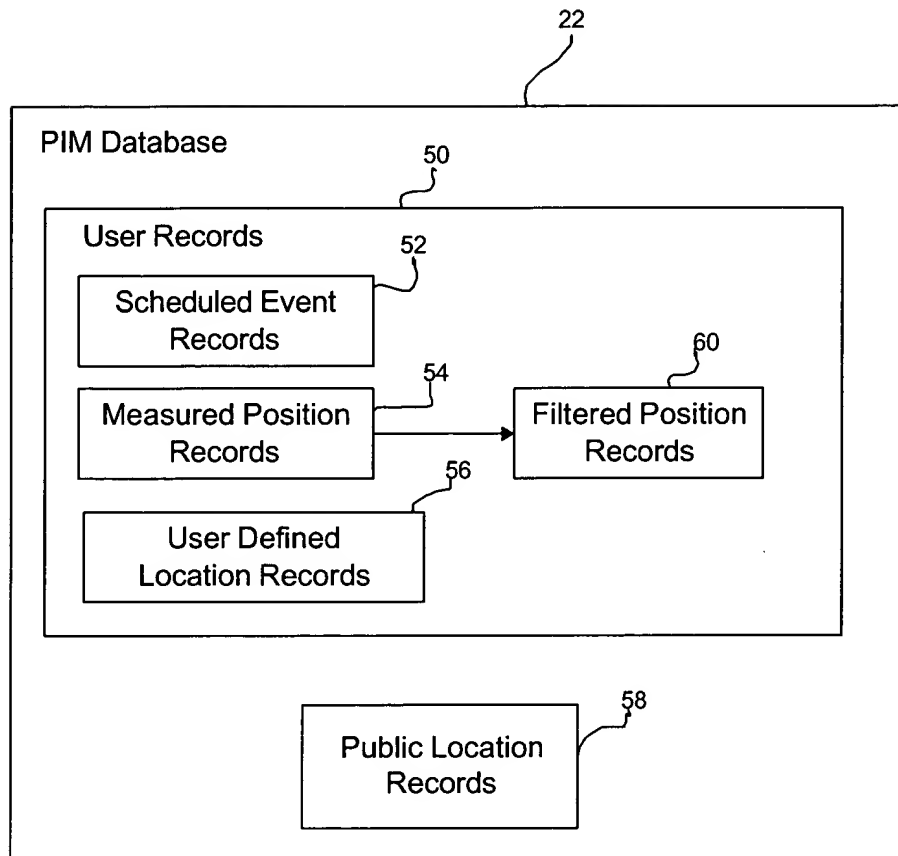 22
PIM Database
50
User Records
52
Scheduled Event
Records
54
Measured Position
Records
60
Filtered Position
Records
56
User Defined
Location Records
58
Public Location
Records